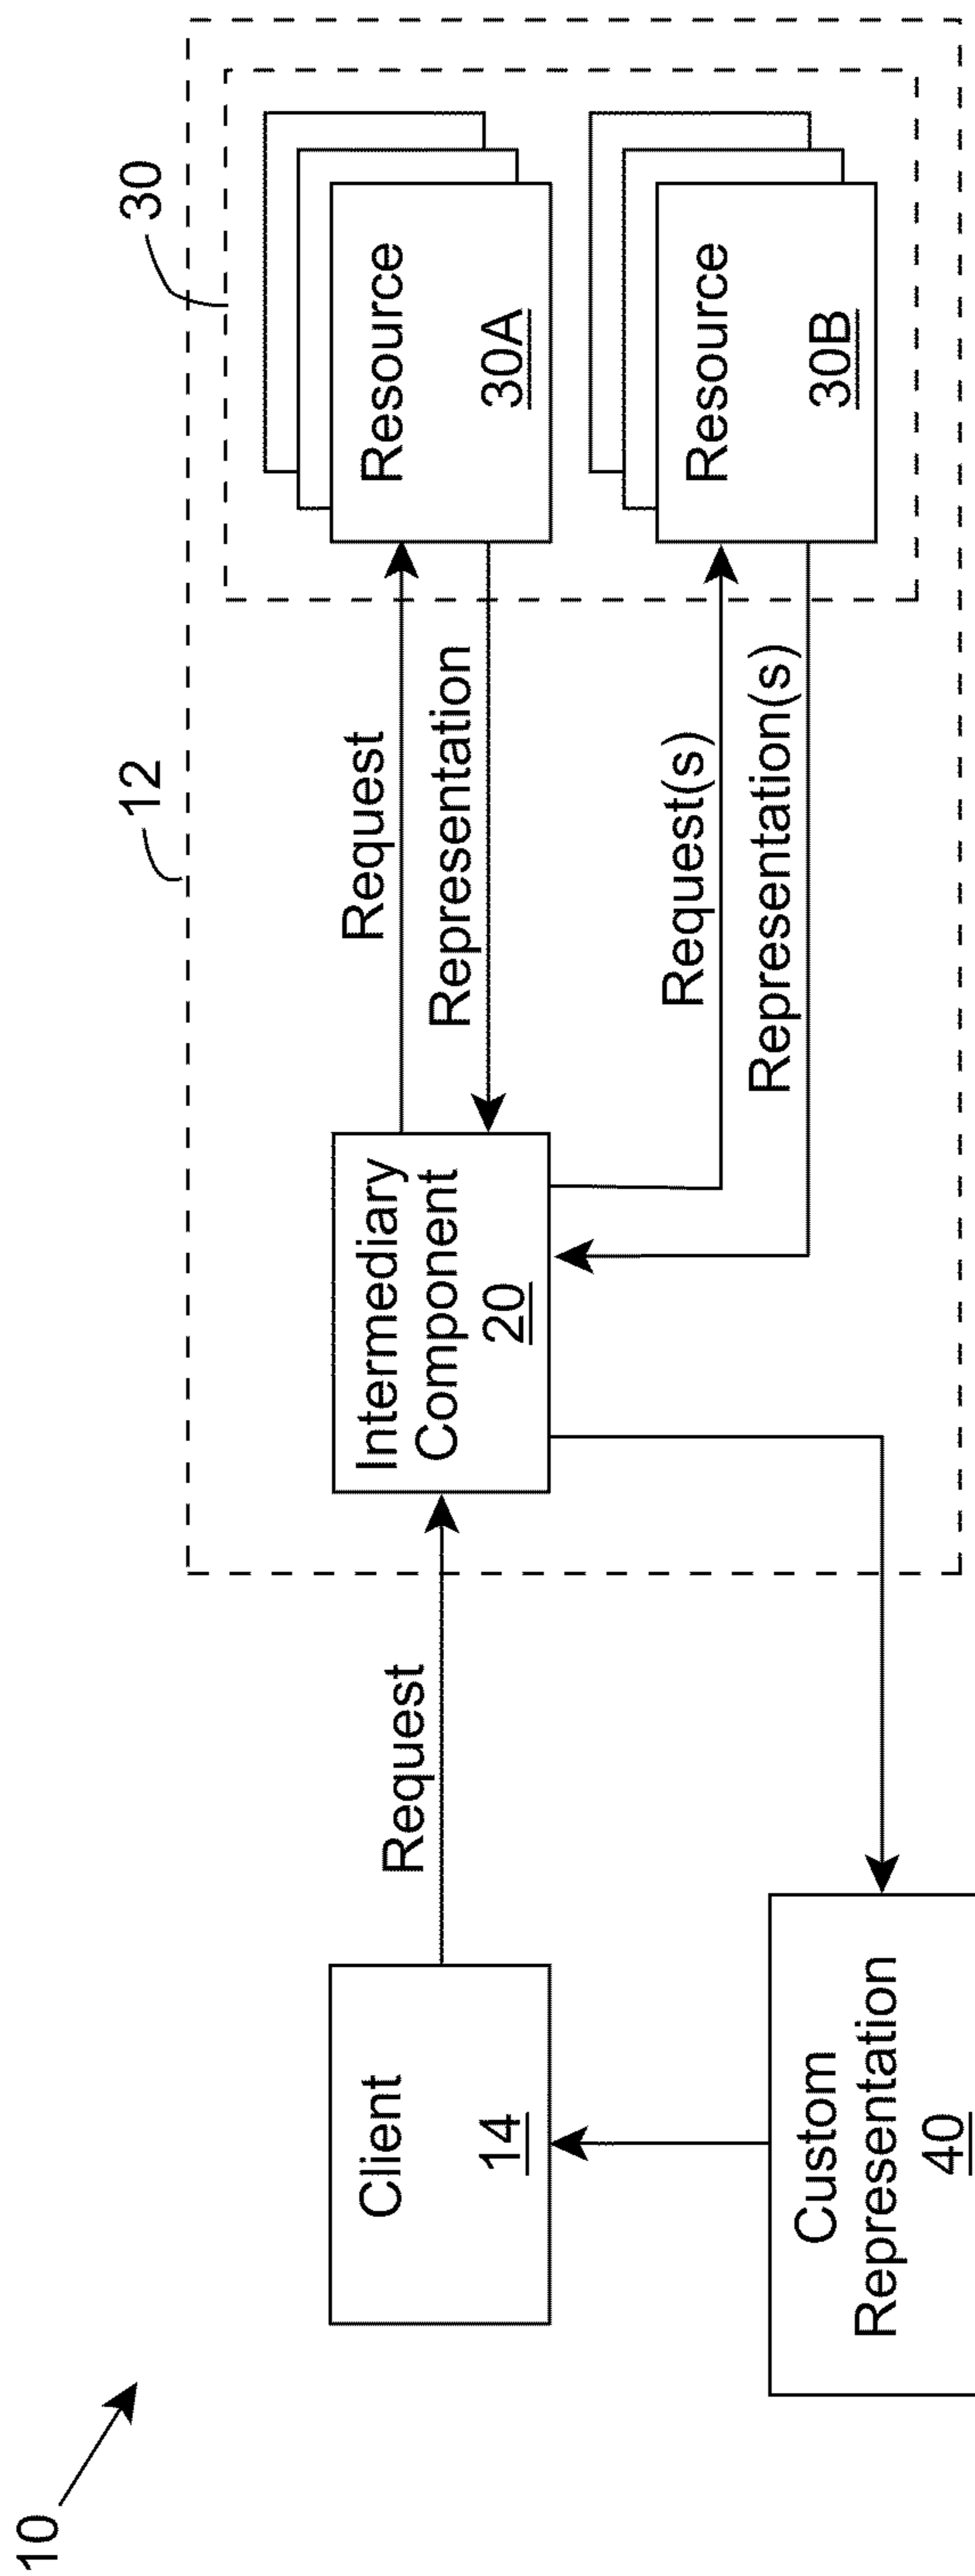 10
12
30
Client
14
Request
Intermediary
Component
20
Request
Representation
Resource
30A
Request(s)
Representation(s)
Resource
30B
Custom
Representation
40